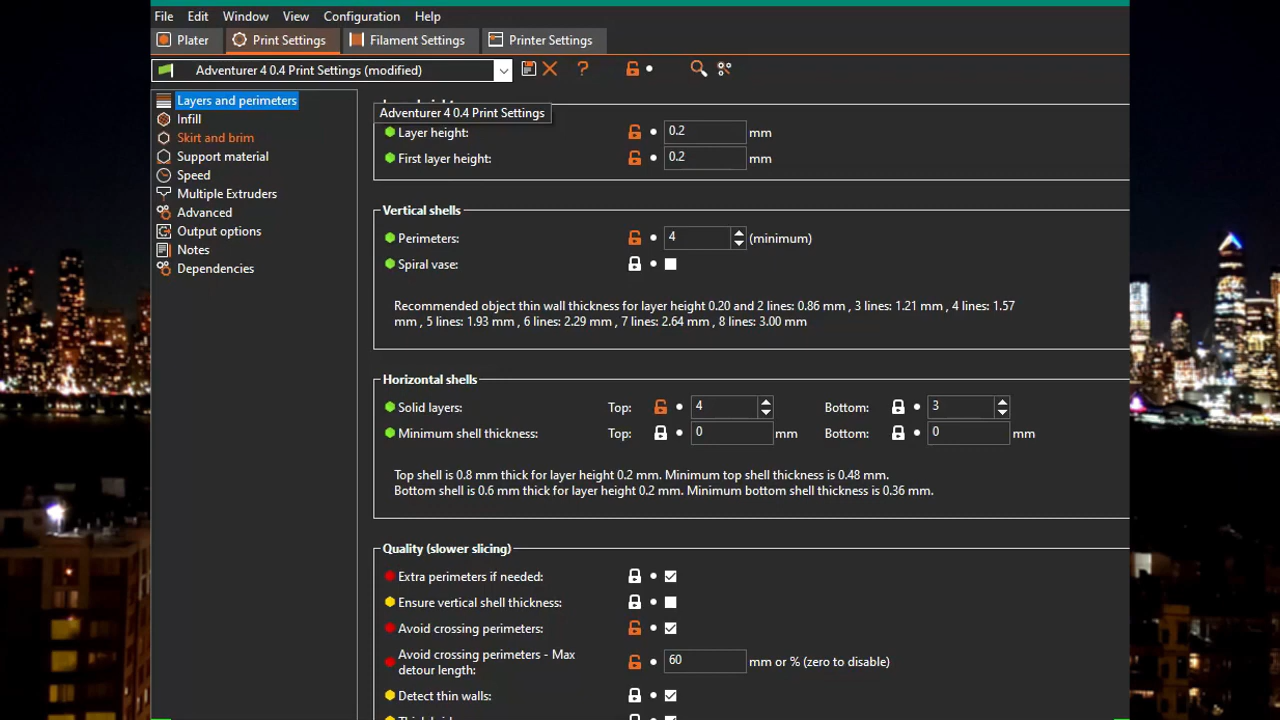 File Edit Window View Configuration Help
Plater Print Settings Filament Settings Printer Settings
Adventurer 4 0.4 Print Settings (modified) ?
Layers and perimeters
Infill
Skirt and brim
Support material
Speed
Multiple Extruders
Advanced
Output options
Notes
Dependencies
Adventurer 4 0.4 Print Settings
Layer height: 0.2 mm
First layer height: 0.2 mm
Vertical shells
Perimeters: 4 (minimum)
Spiral vase:
Recommended object thin wall thickness for layer height 0.20 and 2 lines: 0.86 mm , 3 lines: 1.21 mm , 4 lines: 1.57
mm , 5 lines: 1.93 mm , 6 lines: 2.29 mm , 7 lines: 2.64 mm , 8 lines: 3.00 mm
Horizontal shells
Solid layers: Top: 4 Bottom: 3
Minimum shell thickness: Top: 0 mm Bottom: 0 mm
Top shell is 0.8 mm thick for layer height 0.2 mm. Minimum top shell thickness is 0.48 mm.
Bottom shell is 0.6 mm thick for layer height 0.2 mm. Minimum bottom shell thickness is 0.36 mm.
Quality (slower slicing)
Extra perimeters if needed:
Ensure vertical shell thickness:
Avoid crossing perimeters:
Avoid crossing perimeters - Max
detour length: 60 mm or % (zero to disable)
Detect thin walls: